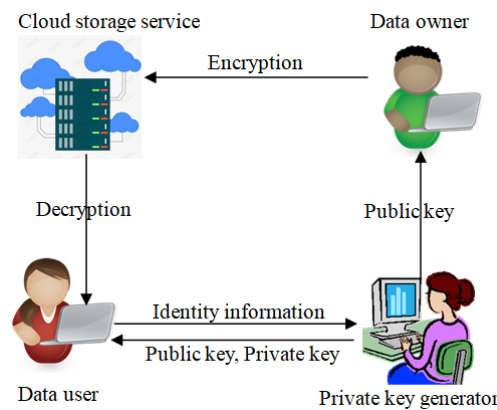 Cloud storage service
Data owner
Encryption
Decryption
Public key
Identity information
Public key, Private key
Data user
Private key generator